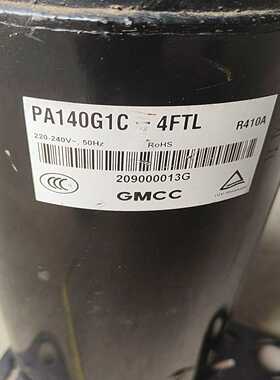 PA140G1C - 4FTL R410A
220-240V~, 50Hz RoHS
209000013G
GMCC